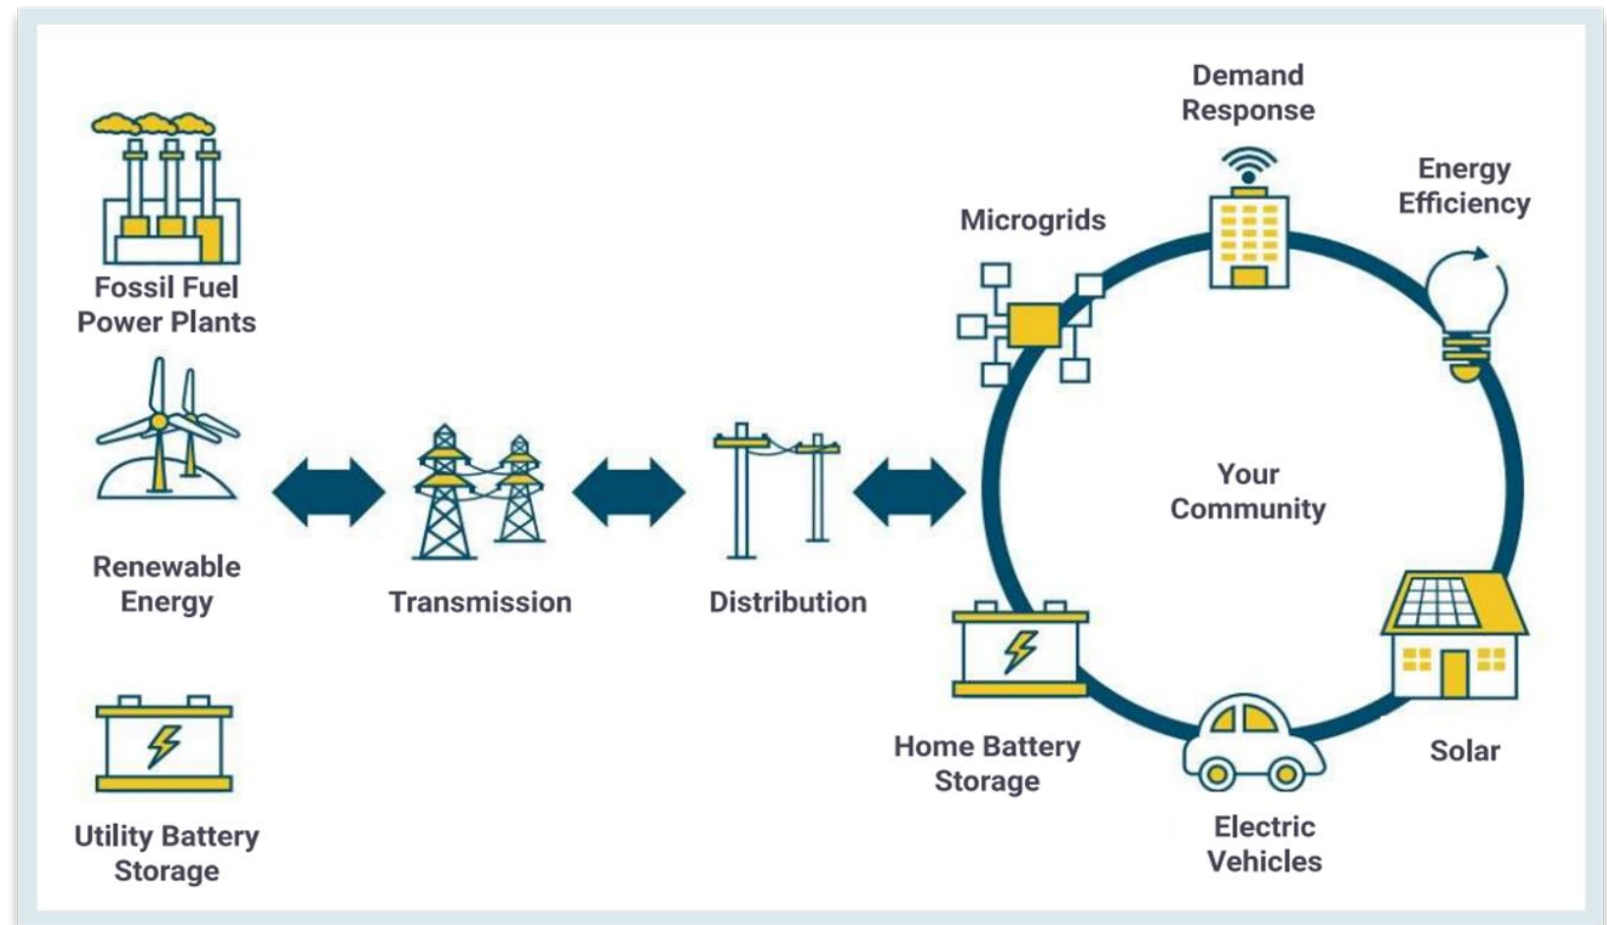 Fossil Fuel
Power Plants
Renewable
Energy
Utility Battery
Storage
Transmission
Distribution
Demand
Response
Energy
Efficiency
Microgrids
Your
Community
Home Battery
Storage
Solar
Electric
Vehicles